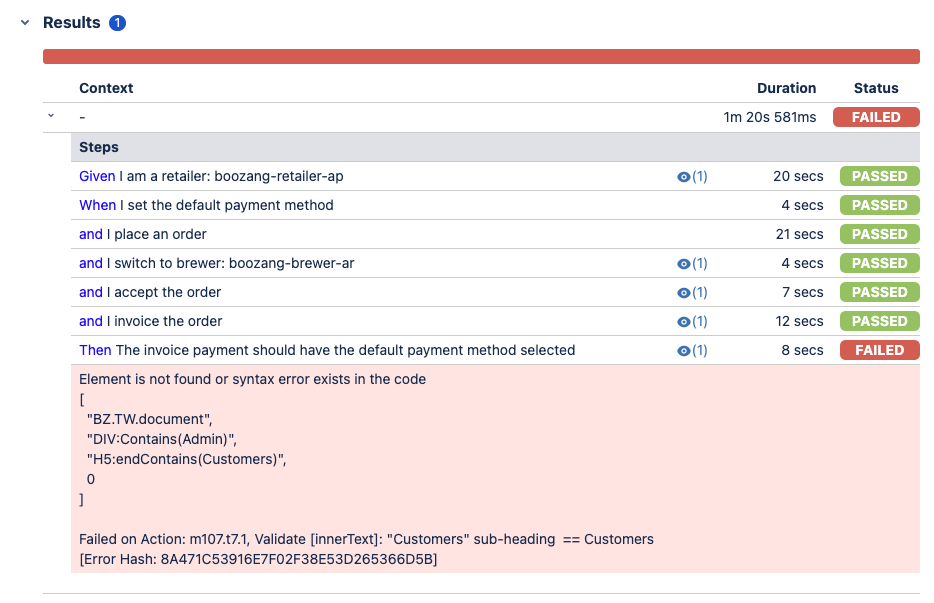 Results 1
Context Duration Status
- 1m 20s 581ms FAILED
Steps
Given I am a retailer: boozang-retailer-ap (1) 20 secs PASSED
When I set the default payment method 4 secs PASSED
and I place an order 21 secs PASSED
and I switch to brewer: boozang-brewer-ar (1) 4 secs PASSED
and I accept the order (1) 7 secs PASSED
and I invoice the order (1) 12 secs PASSED
Then The invoice payment should have the default payment method selected (1) 8 secs FAILED
Element is not found or syntax error exists in the code
[
"BZ.TW.document",
"DIV:Contains(Admin)",
"H5:endContains(Customers)",
0
]
Failed on Action: m107.t7.1, Validate [innerText]: "Customers" sub-heading == Customers
[Error Hash: 8A471C53916E7F02F38E53D265366D5B]